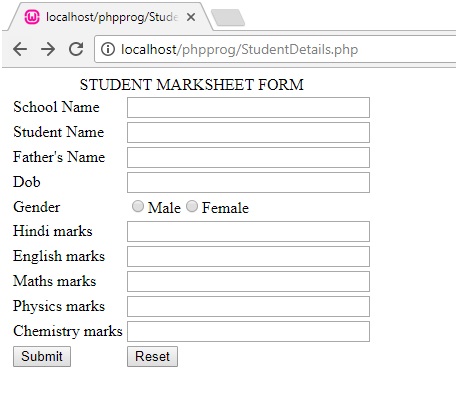 localhost/phpprog/Stude
localhost/phpprog/StudentDetails.php
STUDENT MARKSHEET FORM
School Name
Student Name
Father's Name
Dob
Gender Male Female
Hindi marks
English marks
Maths marks
Physics marks
Chemistry marks
Submit Reset